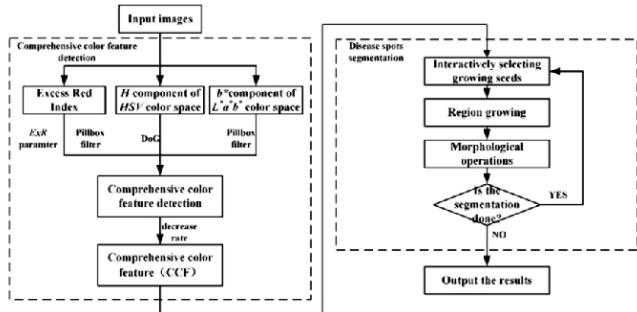 Input images
Comprehensive color feature
detection
Excess Red
Index
H component of
HSV color space
b*component of
L*a*b* color space
ExR
paramter
Pillbox
filter
DoG
Pillbox
filter
Comprehensive color
feature detection
decrease
rate
Comprehensive color
feature（CCF）
Disease spots
segmentation
Interactively selecting
growing seeds
Region growing
Morphological
operations
Is the
segmentation
done?
YES
NO
Output the results